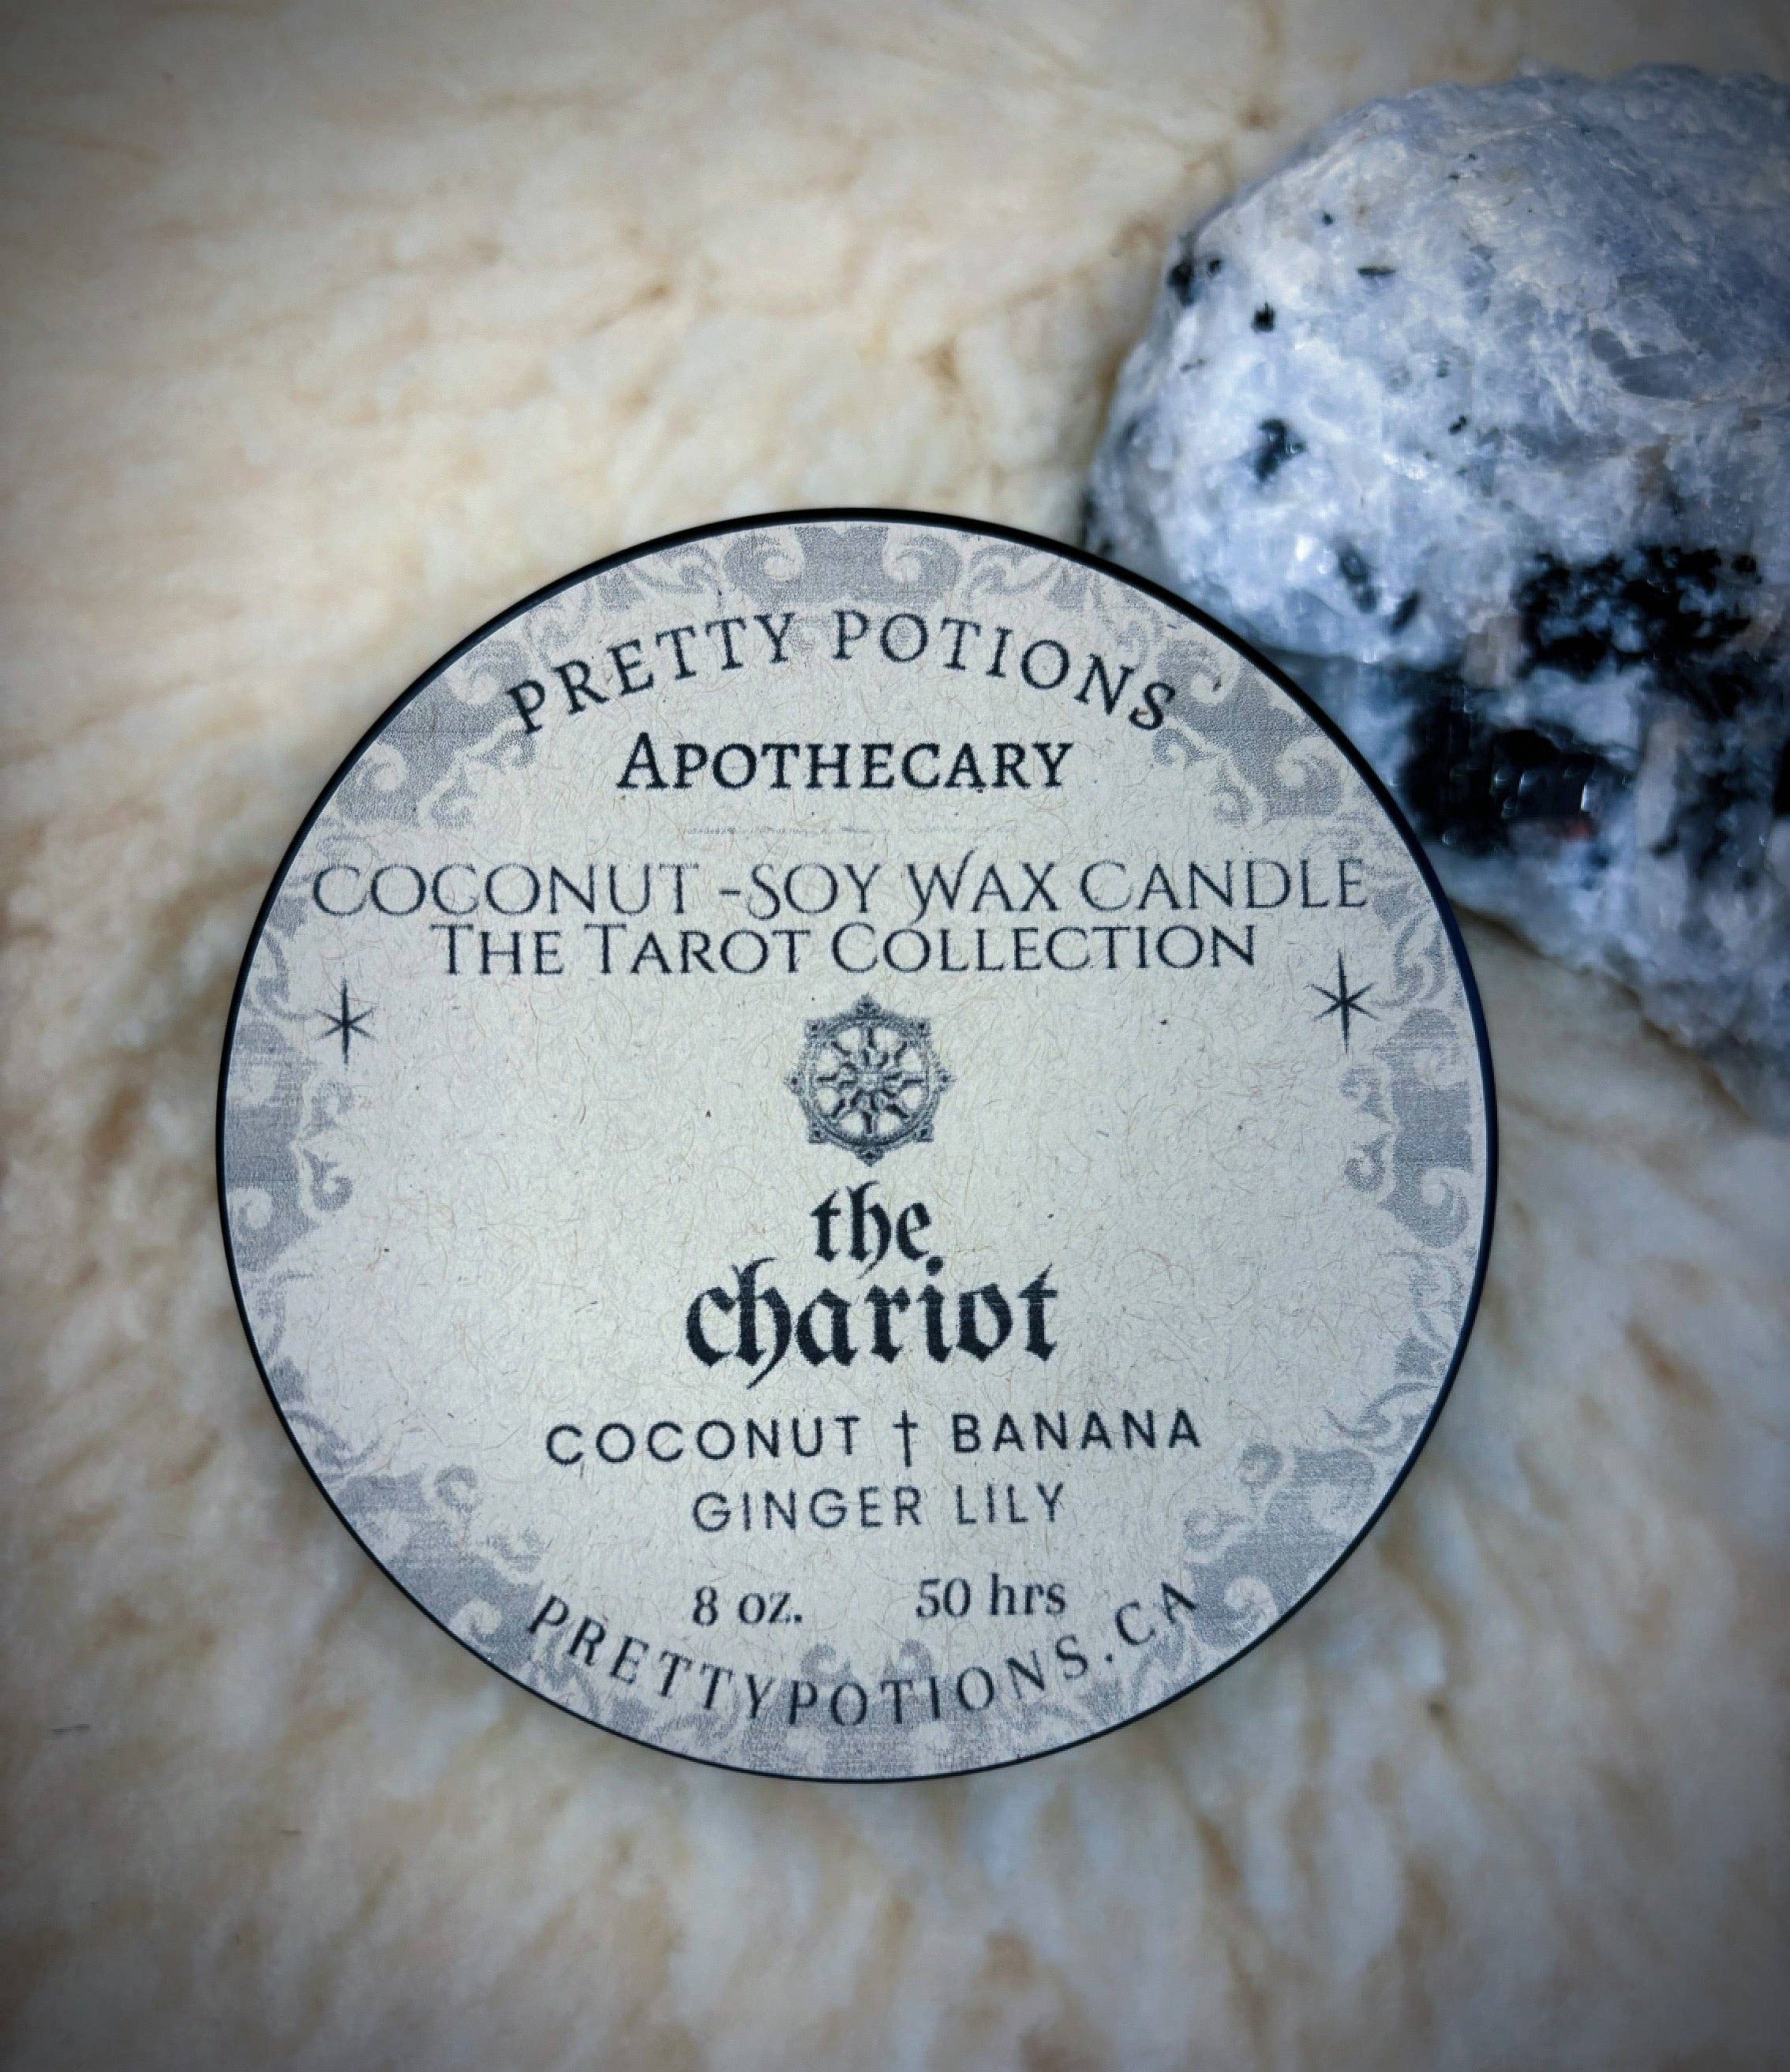 PRETTY POTIONS
APOTHECARY
COCONUT -SOY WAX CANDLE
THE TAROT COLLECTION
the
chariot
COCONUT † BANANA
GINGER LILY
8 oz. 50 hrs
PRETTYPOTIONS.CA